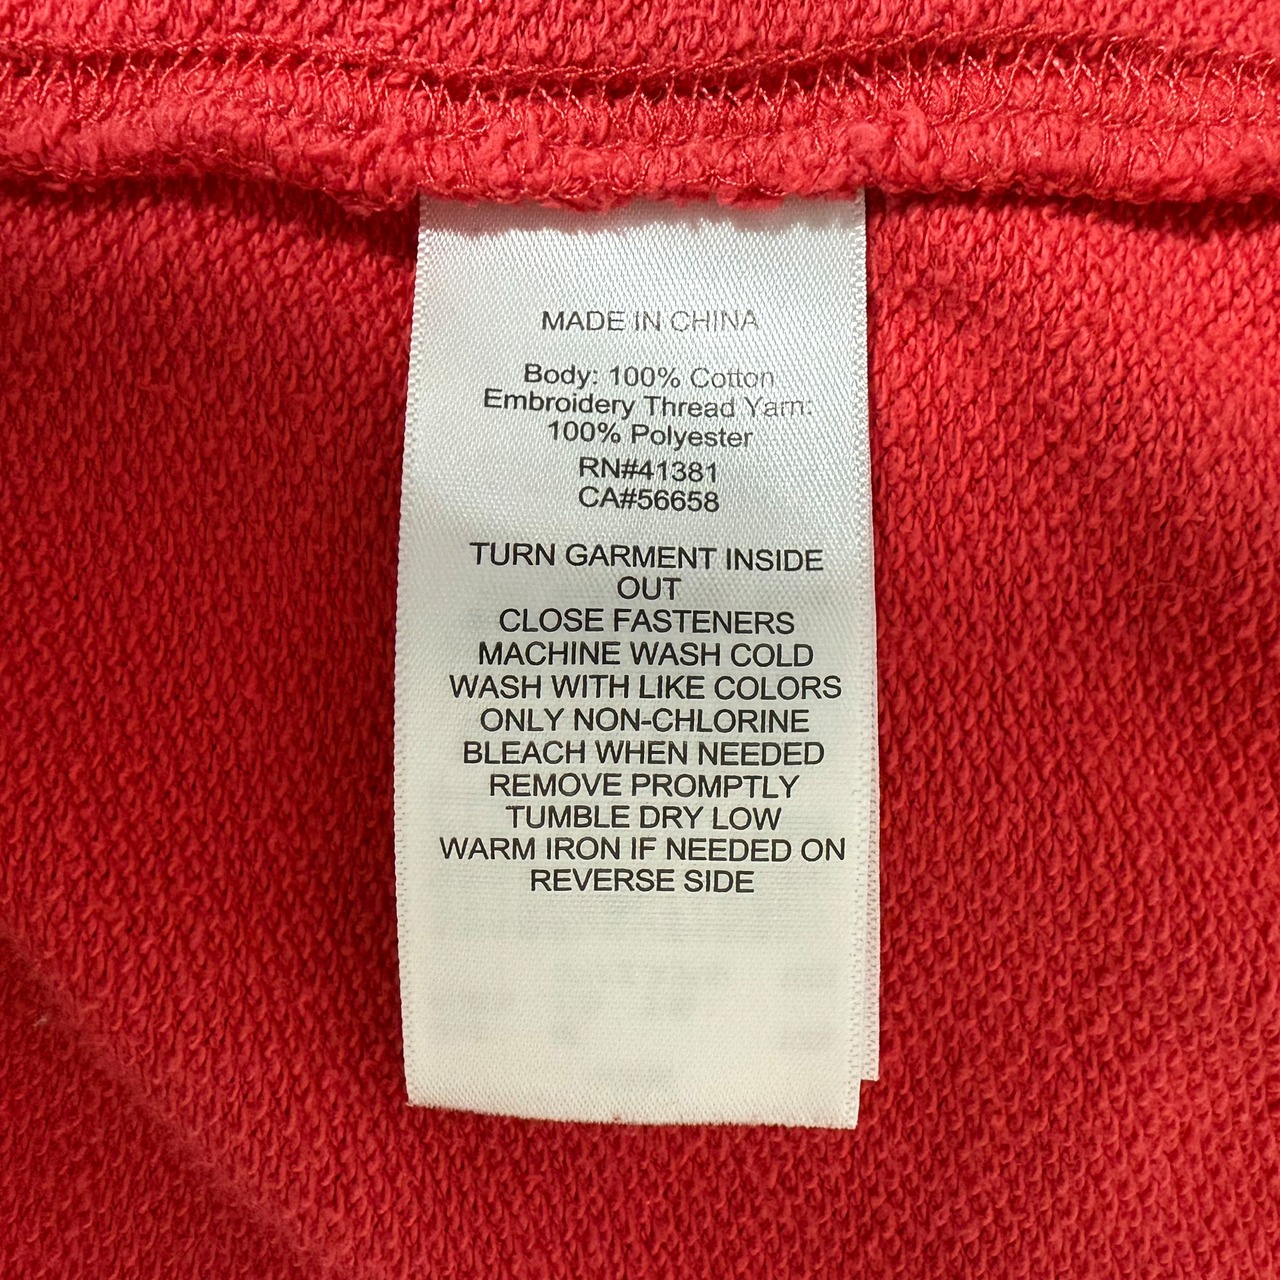 MADE IN CHINA
Body: 100% Cotton
Embroidery Thread Yarn:
100% Polyester
RN#41381
CA#56658
TURN GARMENT INSIDE
OUT
CLOSE FASTENERS
MACHINE WASH COLD
WASH WITH LIKE COLORS
ONLY NON-CHLORINE
BLEACH WHEN NEEDED
REMOVE PROMPTLY
TUMBLE DRY LOW
WARM IRON IF NEEDED ON
REVERSE SIDE